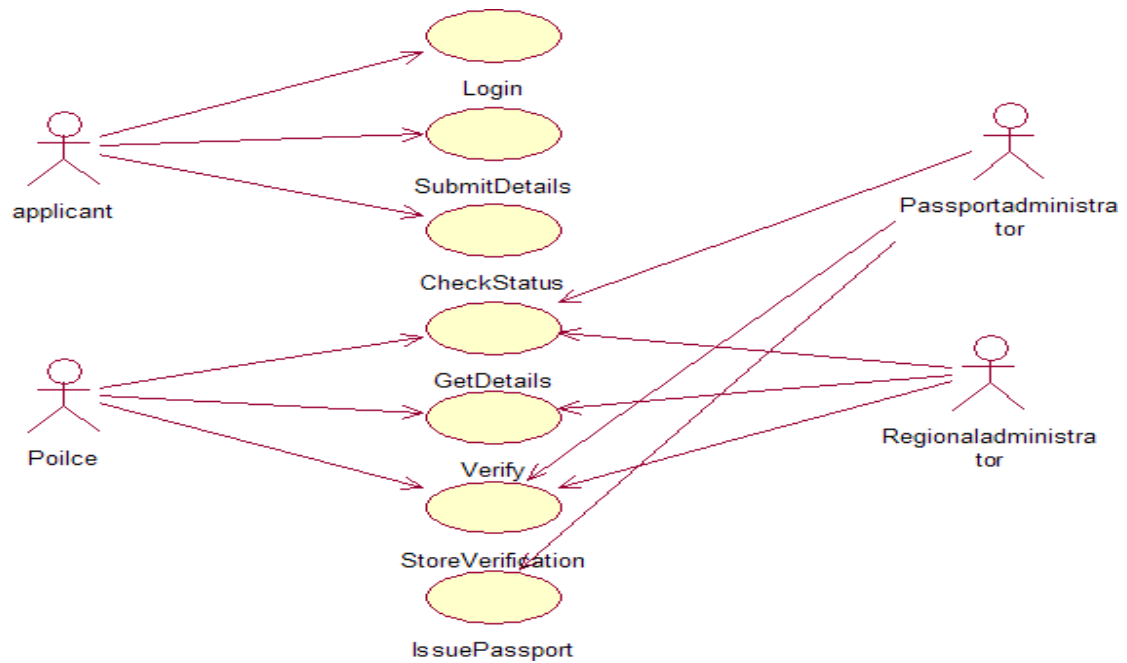 Login
SubmitDetails
applicant
Passportadministra
tor
CheckStatus
GetDetails
Poilce
Regionaladministra
tor
Verify
StoreVerification
IssuePassport